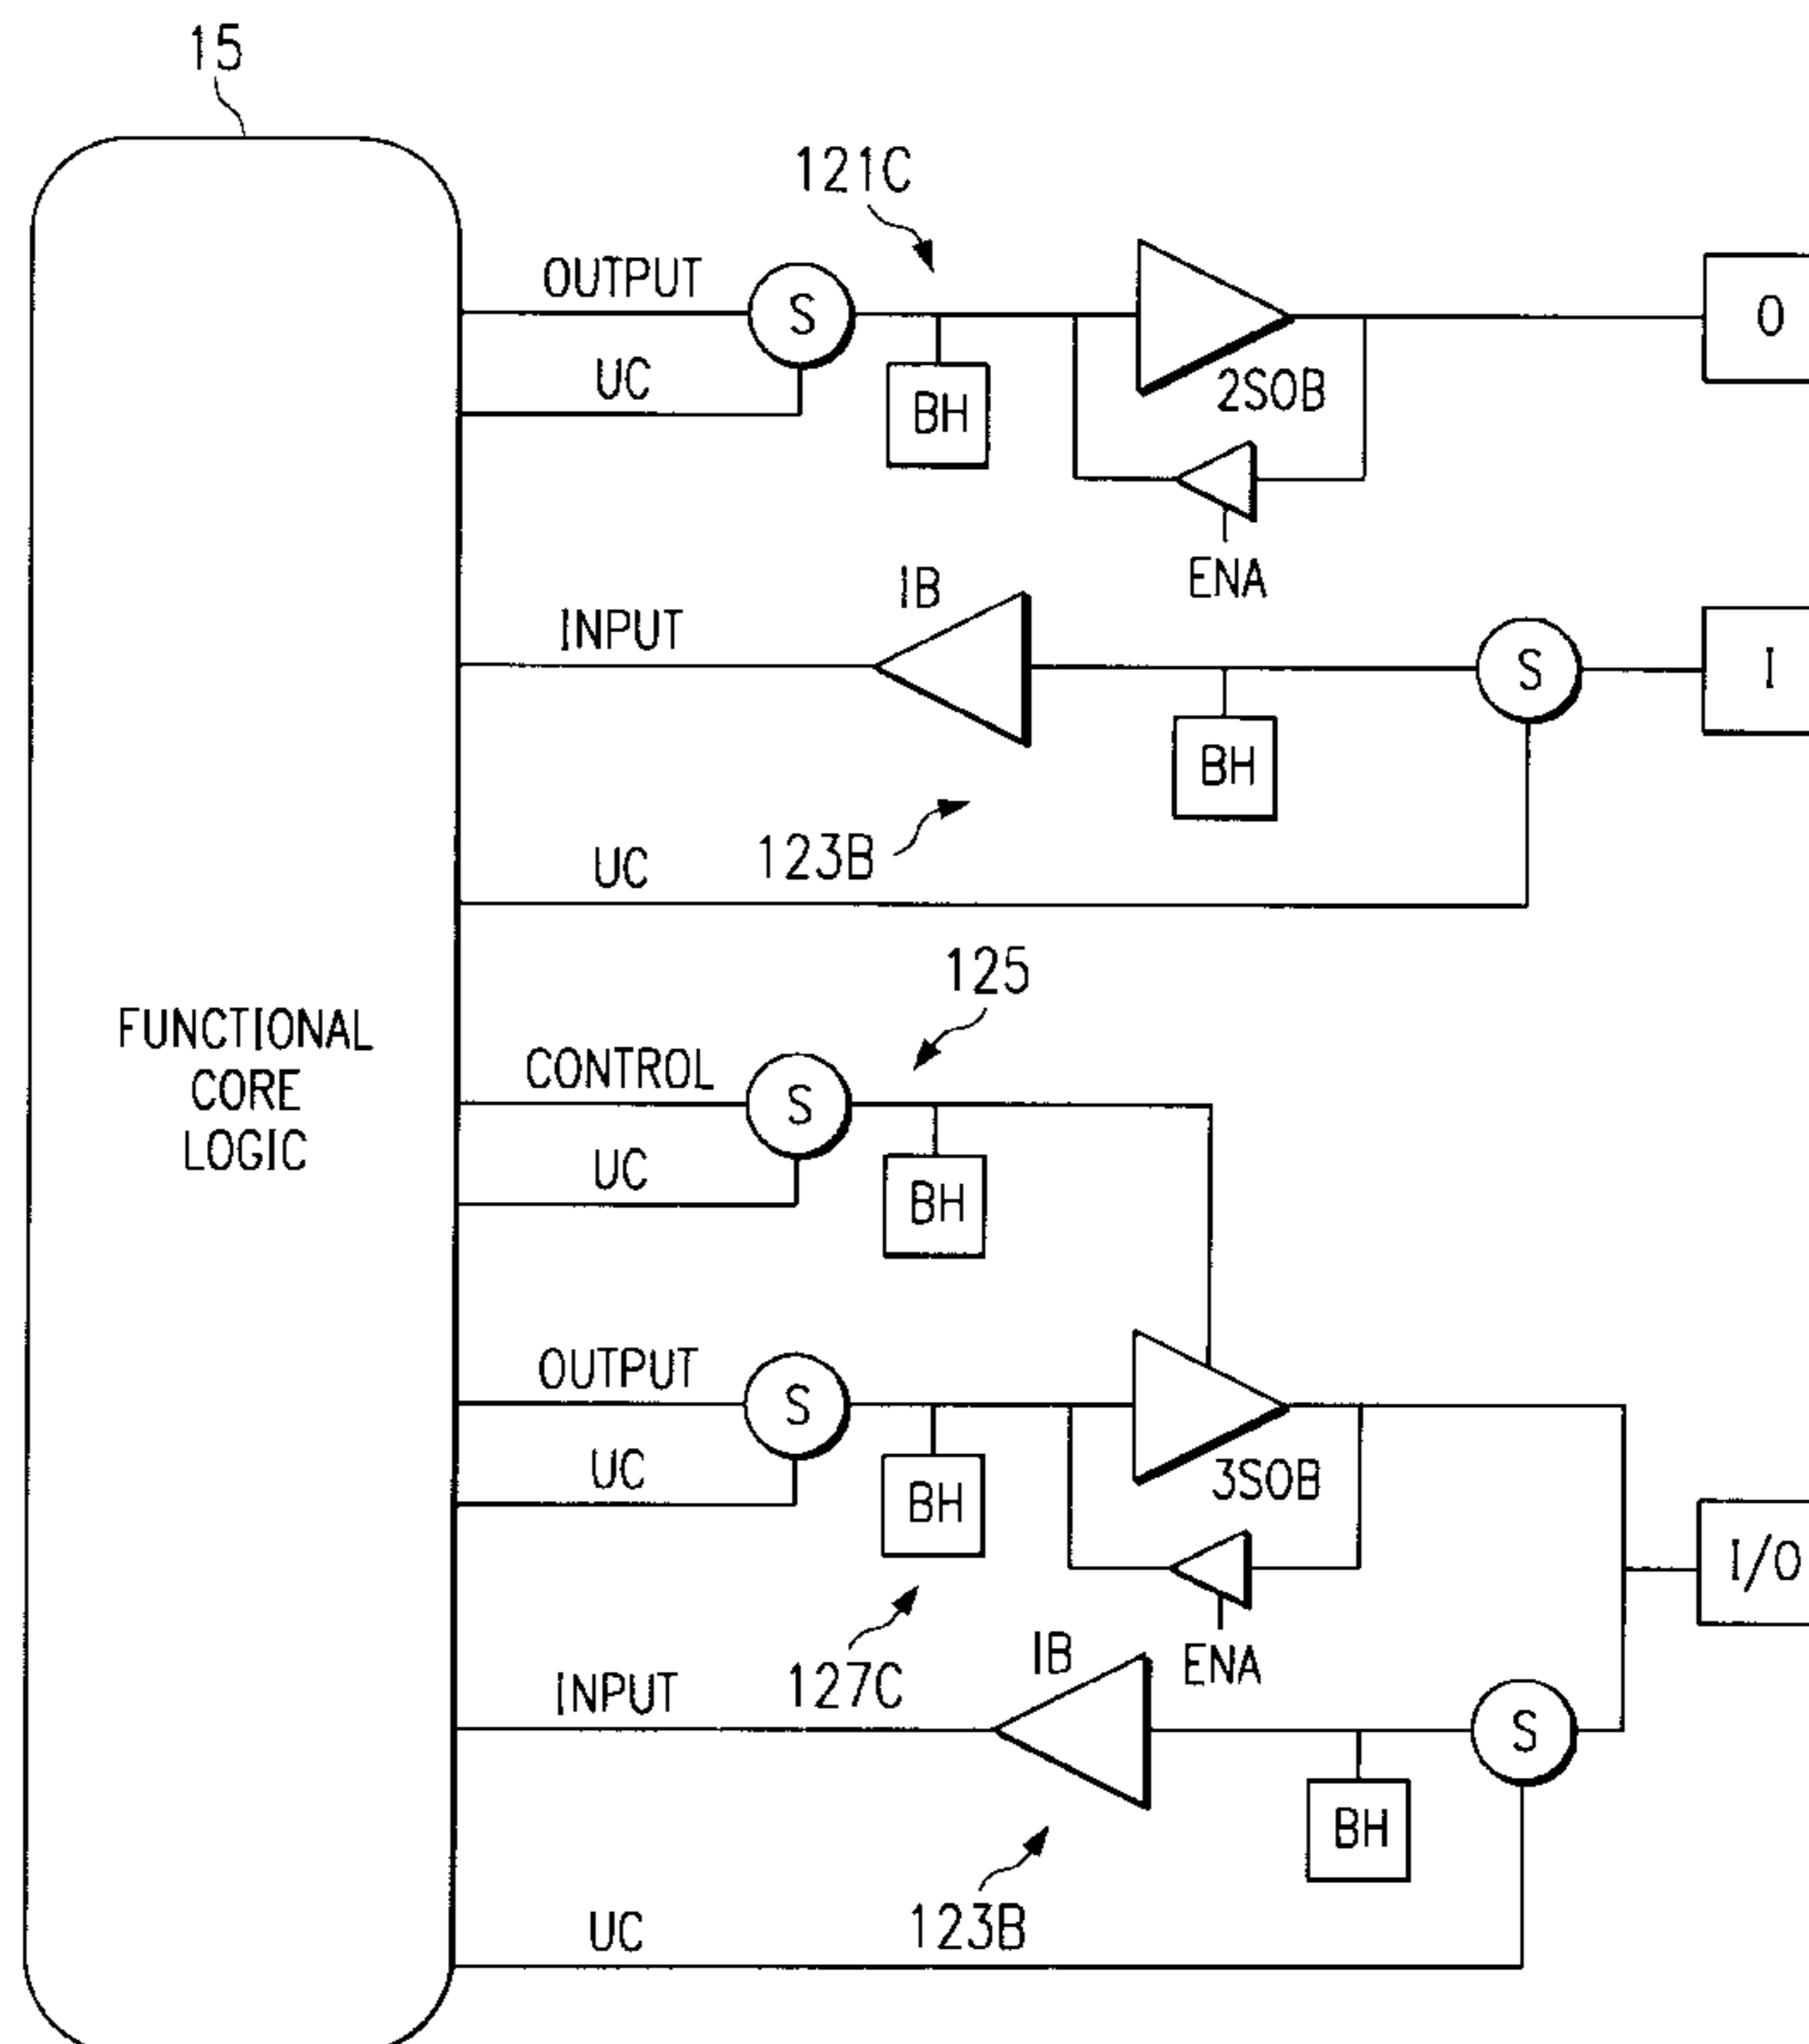 15
121C
OUTPUT
S
O
UC
BH
2SOB
ENA
IB
INPUT
S
I
BH
123B
UC
125
FUNCTIONAL
CORE
LOGIC
CONTROL
S
UC
BH
OUTPUT
S
UC
BH
3SOB
I/O
ENA
127C
IB
INPUT
S
BH
123B
UC